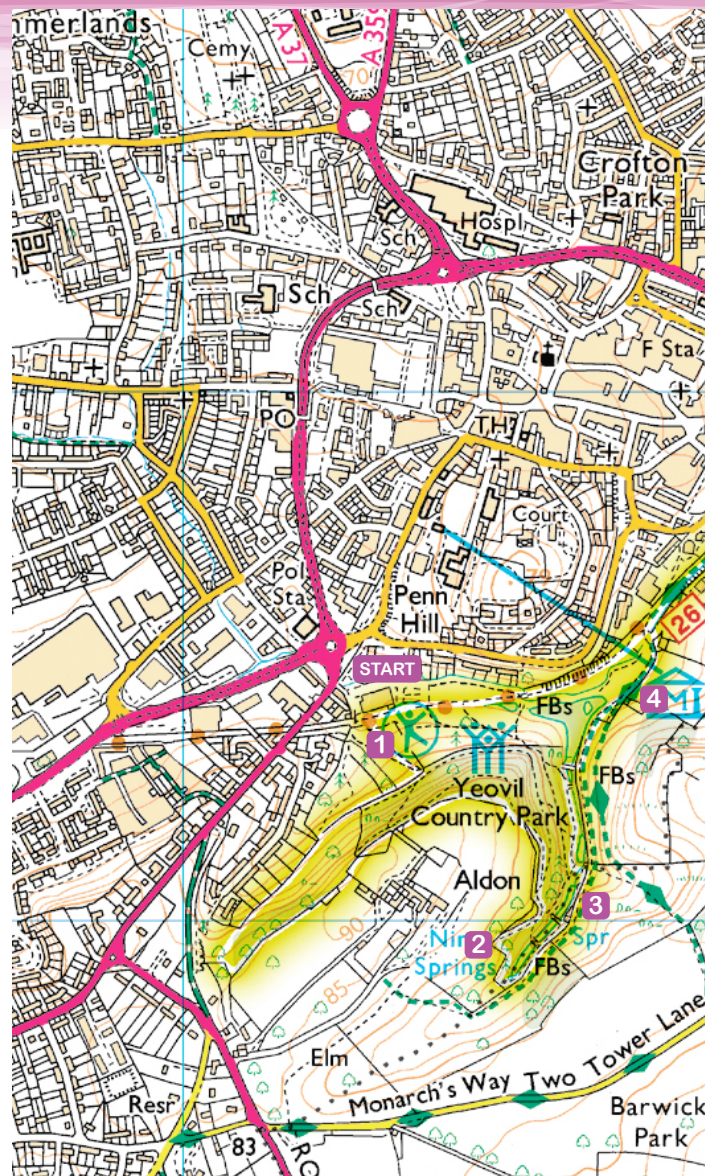 mmerlands
Cemy
A 37
A 359
70
Crofton
Park
Hospl
Sch
Sch
Sch
F Sta
PO
TH
Court
70
Pol
Sta
Penn
Hill
START
26
4
1
FBs
FBs
Yeovil
Country Park
Aldon
3
90
2
Springs
Spr
FBs
85
Elm
Monarch's Way Two Tower Lane
Resr
Barwick
Park
83